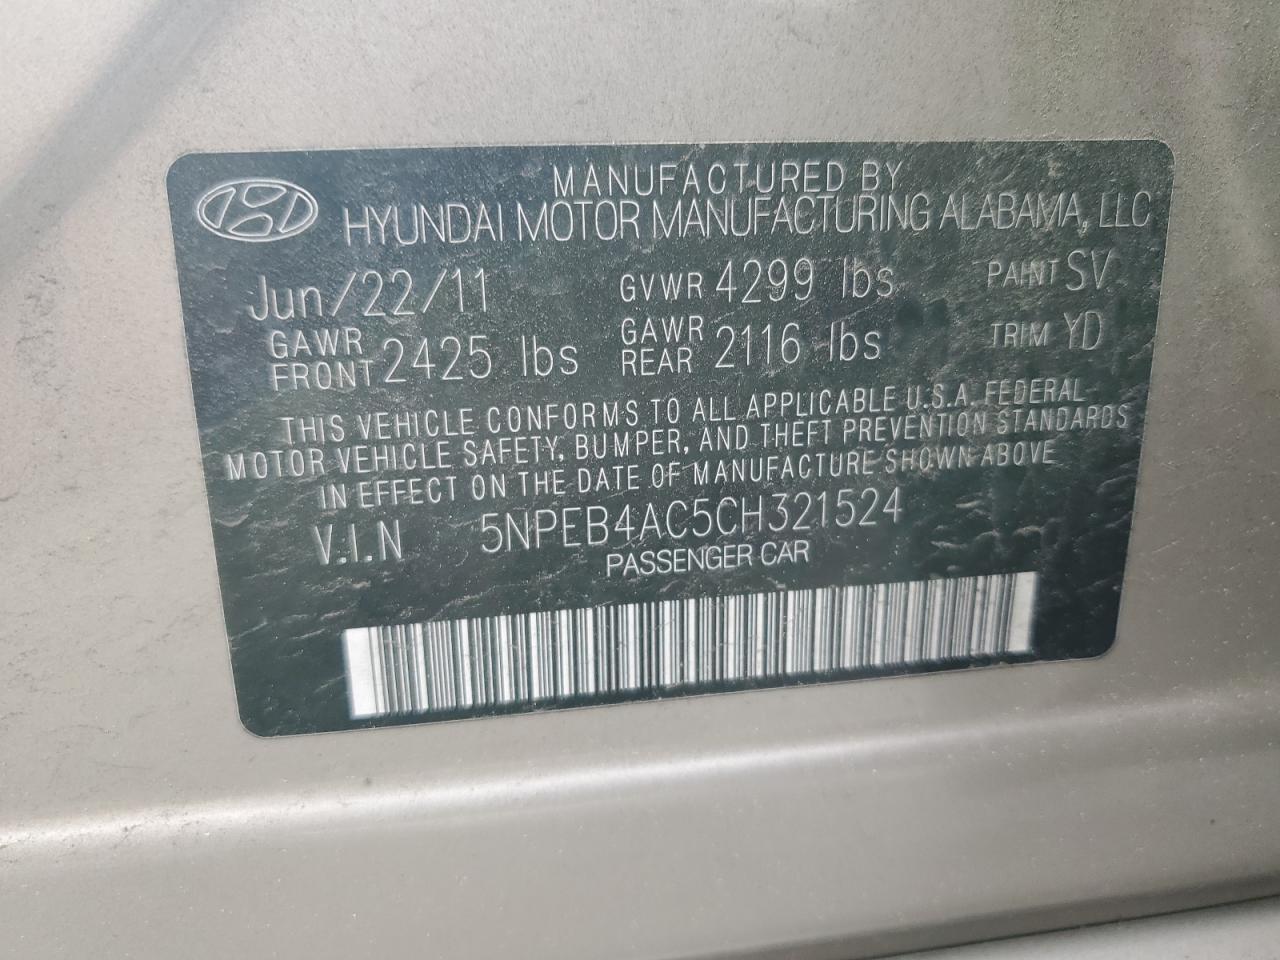 MANUFACTURED BY
HYUNDAI MOTOR MANUFACTURING ALABAMA, LLC
Jun/22/11 GVWR 4299 lbs PAINT SV
GAWR FRONT 2425 lbs GAWR REAR 2116 lbs TRIM YD
THIS VEHICLE CONFORMS TO ALL APPLICABLE U.S.A. FEDERAL
MOTOR VEHICLE SAFETY, BUMPER, AND THEFT PREVENTION STANDARDS
IN EFFECT ON THE DATE OF MANUFACTURE SHOWN ABOVE
V.I.N 5NPEB4AC5CH321524
PASSENGER CAR